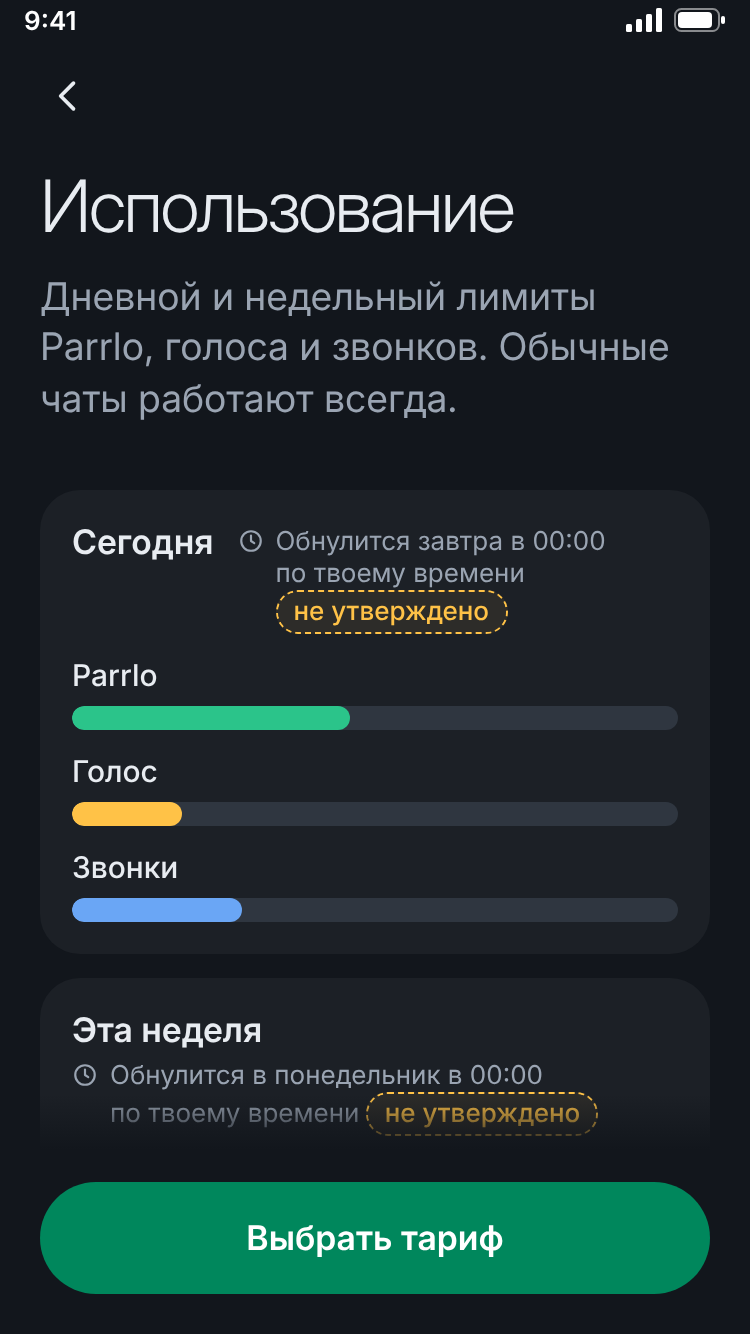 9:41
Использование
Дневной и недельный лимиты
Parrlo, голоса и звонков. Обычные
чаты работают всегда.
Сегодня
Обнулится завтра в 00:00
по твоему времени
не утверждено
Parrlo
Голос
Звонки
Эта неделя
Обнулится в понедельник в 00:00
по твоему времени не утверждено
Выбрать тариф